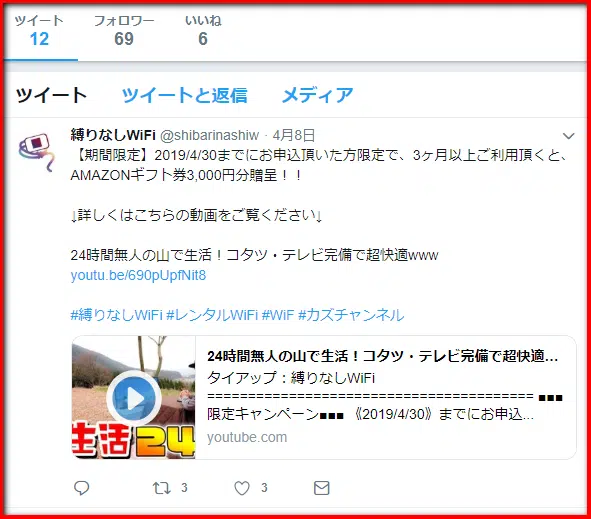 ツイート フォロワー いいね
12 69 6
ツイート ツイートと返信 メディア
縛りなしWiFi @shibarinashiw · 4月8日
【期間限定】2019/4/30までにお申込頂いた方限定で、3ヶ月以上ご利用頂くと、
AMAZONギフト券3,000円分贈呈！！
↓詳しくはこちらの動画をご覧ください↓
24時間無人の山で生活！コタツ・テレビ完備で超快適www
youtu.be/690pUpfNit8
#縛りなしWiFi #レンタルWiFi #WiF #カズチャンネル
24時間無人の山で生活！コタツ・テレビ完備で超快適…
タイアップ：縛りなしWiFi
======================================== ■■■
限定キャンペーン■■■ 《2019/4/30》までにお申込...
youtube.com
生活24
3 3